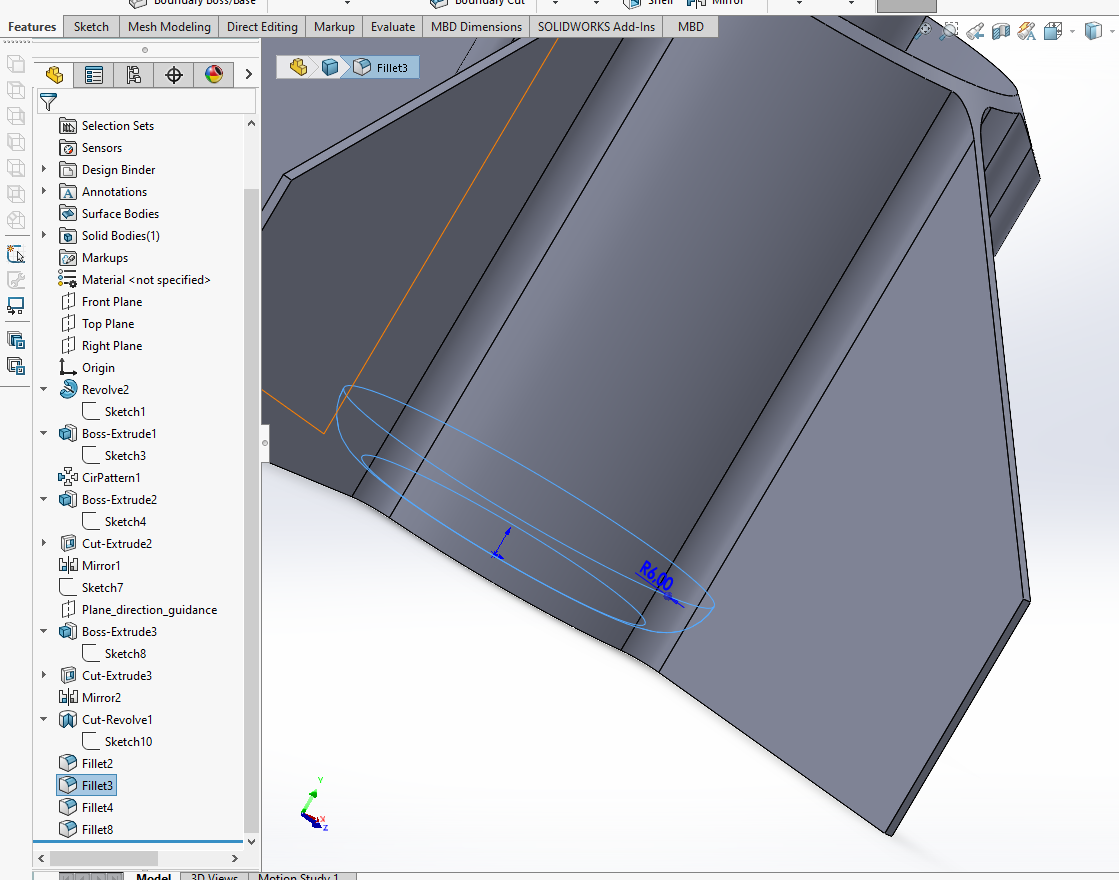 Boundary Boss/Base
Boundary Cut
Shell
Mirror
Features
Sketch
Mesh Modeling
Direct Editing
Markup
Evaluate
MBD Dimensions
SOLIDWORKS Add-Ins
MBD
Fillet3
Selection Sets
Sensors
Design Binder
Annotations
Surface Bodies
Solid Bodies(1)
Markups
Material <not specified>
Front Plane
Top Plane
Right Plane
Origin
Revolve2
Sketch1
Boss-Extrude1
Sketch3
CirPattern1
Boss-Extrude2
Sketch4
Cut-Extrude2
Mirror1
Sketch7
Plane_direction_guidance
Boss-Extrude3
Sketch8
Cut-Extrude3
Mirror2
Cut-Revolve1
Sketch10
Fillet2
Fillet3
Fillet4
Fillet8
R6,00
Y
X
Z
Model
3D Views
Motion Study 1